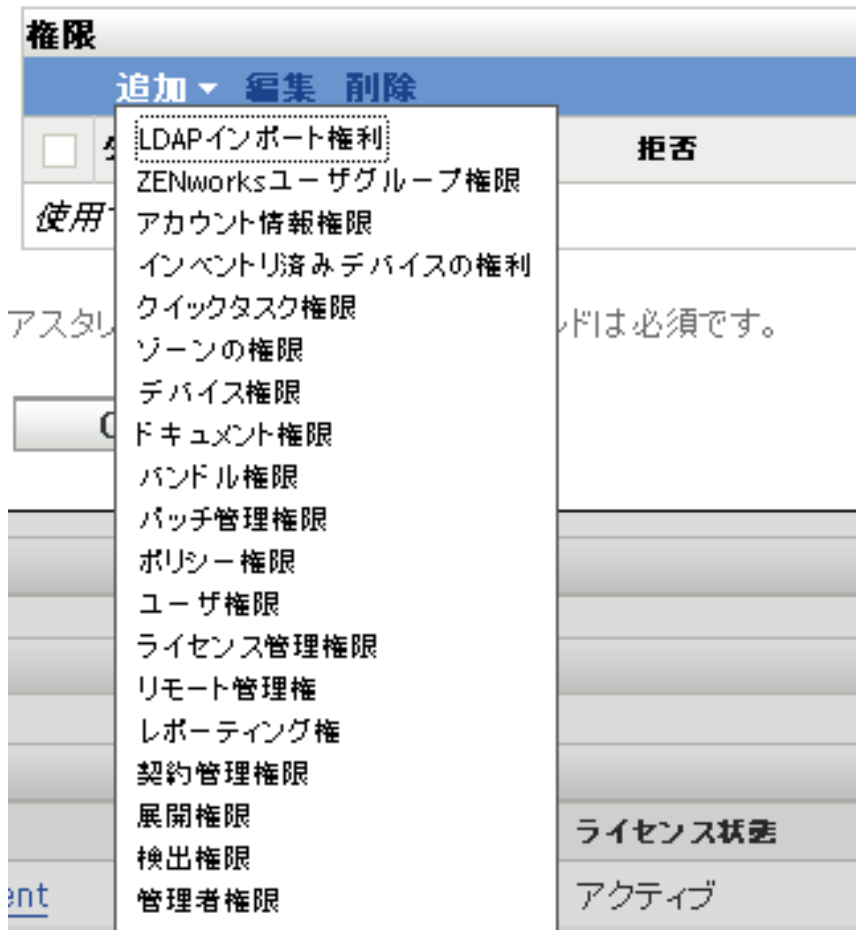 権限
追加 編集 削除
拒否
LDAPインポート権利
ZENworksユーザグループ権限
使用
アカウント情報権限
インベントリ済みデバイスの権利
クイックタスク権限
アスタリ
ドは必須です。
ゾーンの権限
デバイス権限
ドキュメント権限
バンドル権限
パッチ管理権限
ポリシー権限
ユーザ権限
ライセンス管理権限
リモート管理権
レポーティング権
契約管理権限
展開権限
ライセンス状態
検出権限
管理者権限
ent
アクティブ